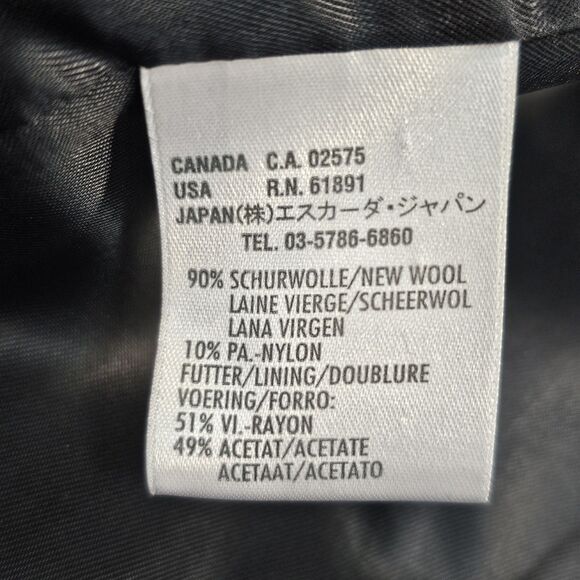 CANADA C.A. 02575
USA R.N. 61891
JAPAN(株)エスカーダ・ジャパン
TEL. 03-5786-6860
90% SCHURWOLLE/NEW WOOL
LAINE VIERGE/SCHEERWOL
LANA VIRGEN
10% PA.-NYLON
FUTTER/LINING/DOUBLURE
VOERING/FORRO:
51% VI.-RAYON
49% ACETAT/ACETATE
ACETAAT/ACETATO